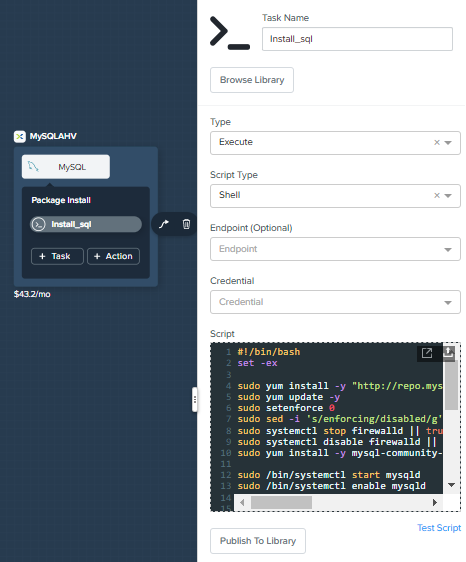 MySQLAHV
MySQL
Package Install
Install_sql
+ Task
+ Action
$43.2/mo
Task Name
Install_sql
Browse Library
Type
Execute
Script Type
Shell
Endpoint (Optional)
Endpoint
Credential
Credential
Script
1 #!/bin/bash
2 set -ex
3
4 sudo yum install -y "http://repo.mys
5 sudo yum update -y
6 sudo setenforce 0
7 sudo sed -i 's/enforcing/disabled/g'
8 sudo systemctl stop firewalld || tru
9 sudo systemctl disable firewalld ||
10 sudo yum install -y mysql-community-
11
12 sudo /bin/systemctl start mysqld
13 sudo /bin/systemctl enable mysqld
14
15
Test Script
Publish To Library